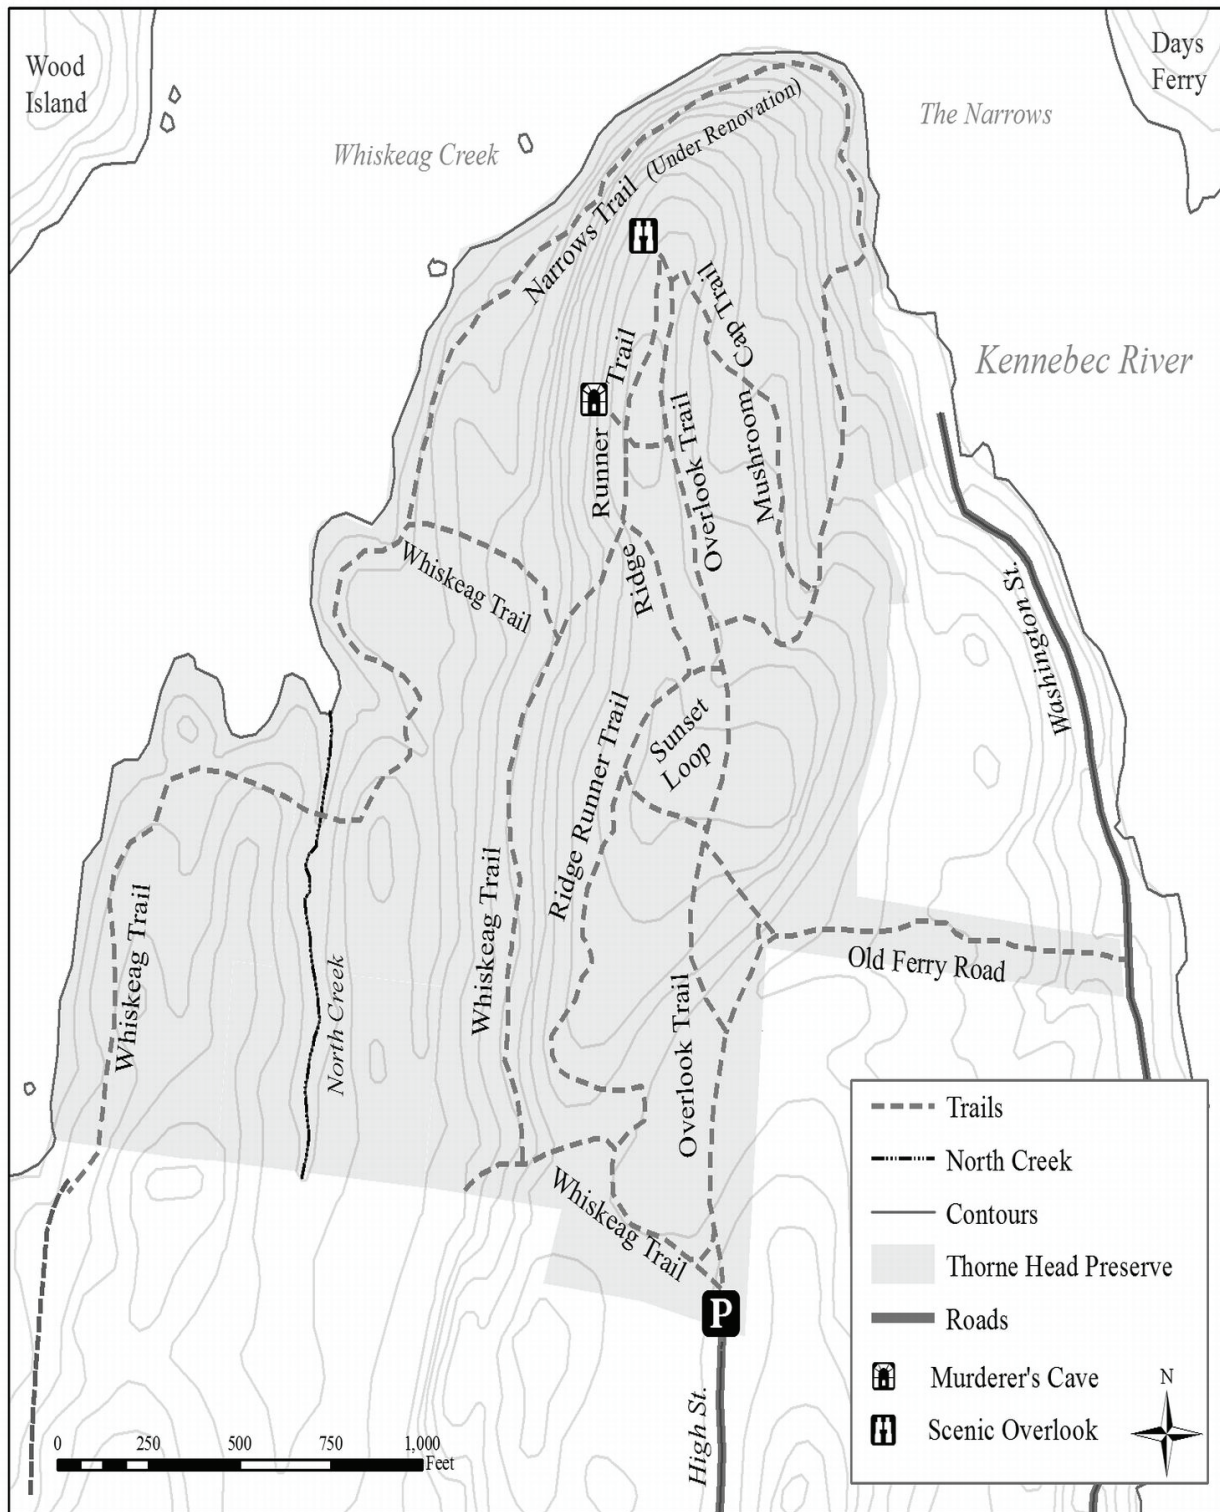 Wood
Island
Days
Ferry
The Narrows
Whiskeag Creek
(Under Renovation)
Narrows Trail
Mushroom Cap Trail
Kennebec River
Runner Trail
Overlook Trail
Ridge
Whiskeag Trail
Washington St.
Sunset
Loop
Ridge Runner Trail
Whiskeag Trail
Whiskeag Trail
North Creek
Old Ferry Road
Overlook Trail
Whiskeag Trail
P
High St.
Trails
North Creek
Contours
Thorne Head Preserve
Roads
Murderer's Cave
Scenic Overlook
N
0 250 500 750 1,000
Feet